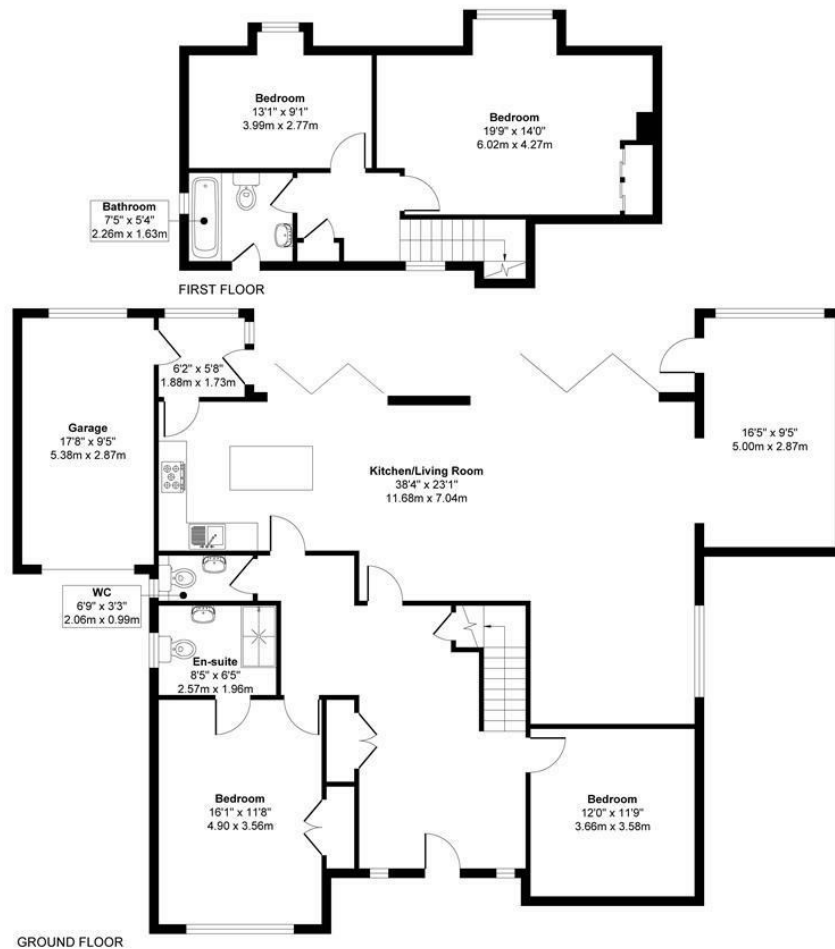 Bedroom
13'1" x 9'1"
3.99m x 2.77m
Bedroom
19'9" x 14'0"
6.02m x 4.27m
Bathroom
7'5" x 5'4"
2.26m x 1.63m
FIRST FLOOR
6'2" x 5'8"
1.88m x 1.73m
Garage
17'8" x 9'5"
5.38m x 2.87m
Kitchen/Living Room
38'4" x 23'1"
11.68m x 7.04m
16'5" x 9'5"
5.00m x 2.87m
WC
6'9" x 3'3"
2.06m x 0.99m
En-suite
8'5" x 6'5"
2.57m x 1.96m
Bedroom
16'1" x 11'8"
4.90 x 3.56m
Bedroom
12'0" x 11'9"
3.66m x 3.58m
GROUND FLOOR